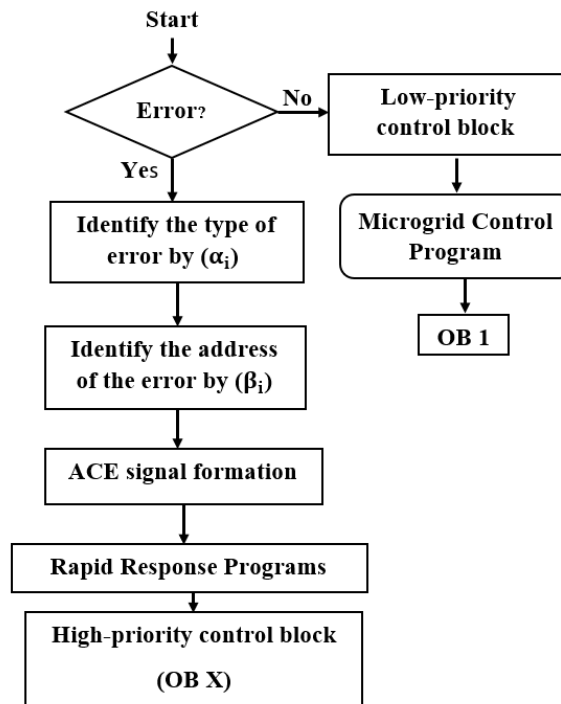 Start
Error?
No
Low-priority
control block
Yes
Microgrid Control
Program
OB 1
Identify the type of
error by (αᵢ)
Identify the address
of the error by (βᵢ)
ACE signal formation
Rapid Response Programs
High-priority control block
(OB X)